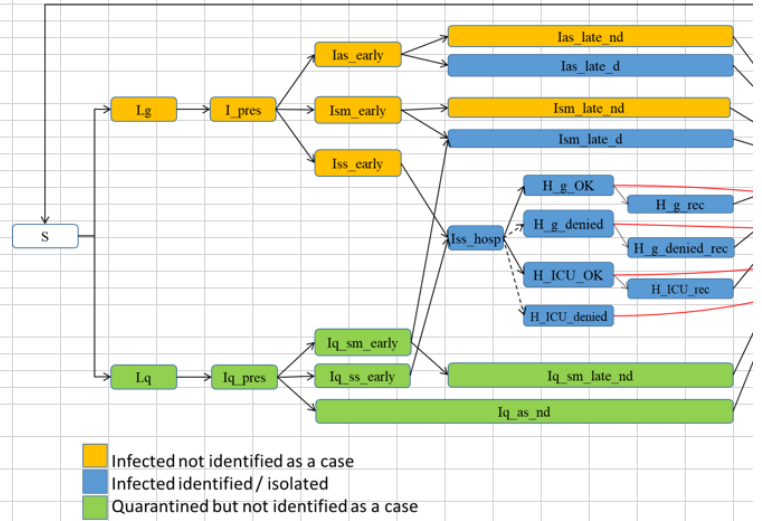 Ias_late_nd
Ias_early
Ias_late_d
Lg
I_pres
Ism_early
Ism_late_nd
Ism_late_d
Iss_early
H_g_OK
H_g_rec
S
Iss_hosp
H_g_denied
H_g_denied_rec
H_ICU_OK
H_ICU_rec
H_ICU_denied
Iq_sm_early
Lq
Iq_pres
Iq_ss_early
Iq_sm_late_nd
Iq_as_nd
Infected not identified as a case
Infected identified / isolated
Quarantined but not identified as a case